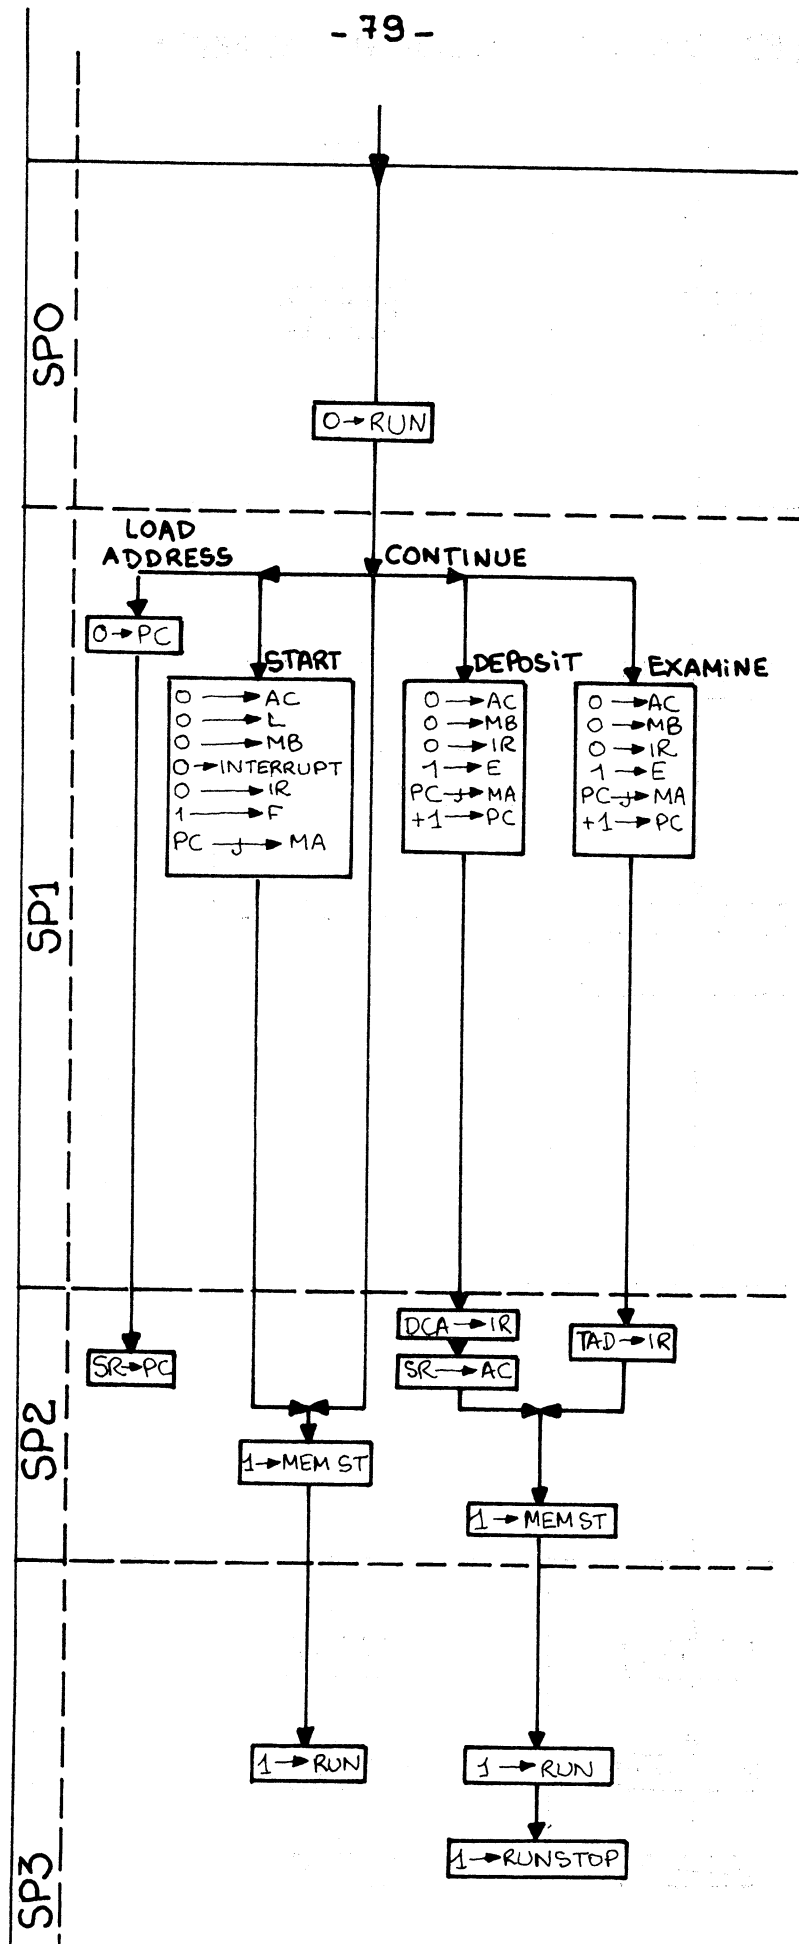 - 79 -
SP0
0→RUN
LOAD
ADDRESS
CONTINUE
0→PC
START
0 → AC
0 → L
0 → MB
0→INTERRUPT
0 → IR
1 → F
PC -j→ MA
DEPOSIT
0 → AC
0 → MB
0 → IR
1 → E
PC -j→ MA
+1 → PC
EXAMINE
0 → AC
0 → MB
0 → IR
1 → E
PC -j→ MA
+1 → PC
SP1
DCA→IR
SR→AC
TAD→IR
SR→PC
SP2
1→MEM ST
1→MEM ST
1→RUN
1→RUN
1→RUNSTOP
SP3